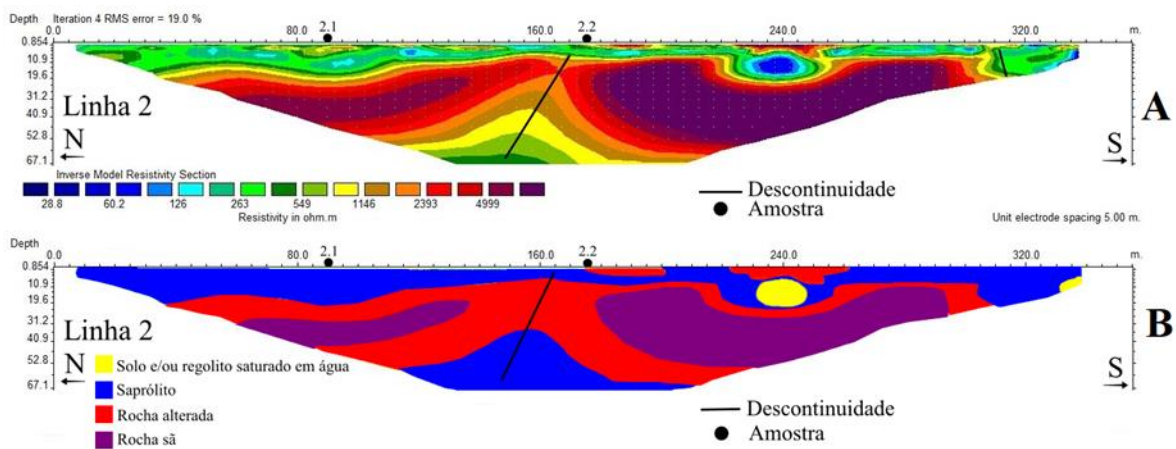 Depth Iteration 4 RMS error = 19.0 %
2.1 2.2
0.0 80.0 160.0 240.0 320.0 m.
0.854
10.9
19.6
31.2
40.9
52.8
67.1
Linha 2
N
A
S
Inverse Model Resistivity Section
28.8 60.2 126 263 549 1146 2393 4999
Resistivity in ohm.m
Descontinuidade
Amostra
Unit electrode spacing 5.00 m.
Depth
2.1 2.2
0.0 80.0 160.0 240.0 320.0 m.
0.854
10.9
19.6
31.2
40.9
52.8
67.1
Linha 2
N
B
S
Solo e/ou regolito saturado em água
Saprólito
Rocha alterada
Rocha sã
Descontinuidade
Amostra